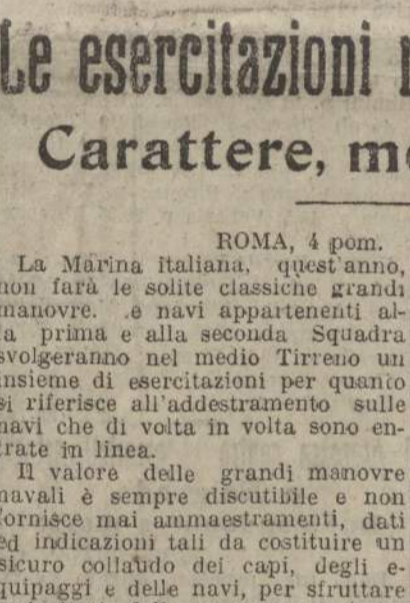 Le esercitazioni
Carattere, me
ROMA, 4 pom.
La Marina italiana, quest'anno,
non farà le solite classiche grandi
manovre. .e navi appartenenti al-
la prima e alla seconda Squadra
svolgeranno nel medio Tirreno un
insieme di esercitazioni per quanto
si riferisce all'addestramento sulle
navi che di volta in volta sono en-
trate in linea.
Il valore delle grandi manovre
navali è sempre discutibile e non
fornisce mai ammaestramenti, dati
ed indicazioni tali da costituire un
sicuro collaudo dei capi, degli e-
quipaggi e delle navi, per sfruttare